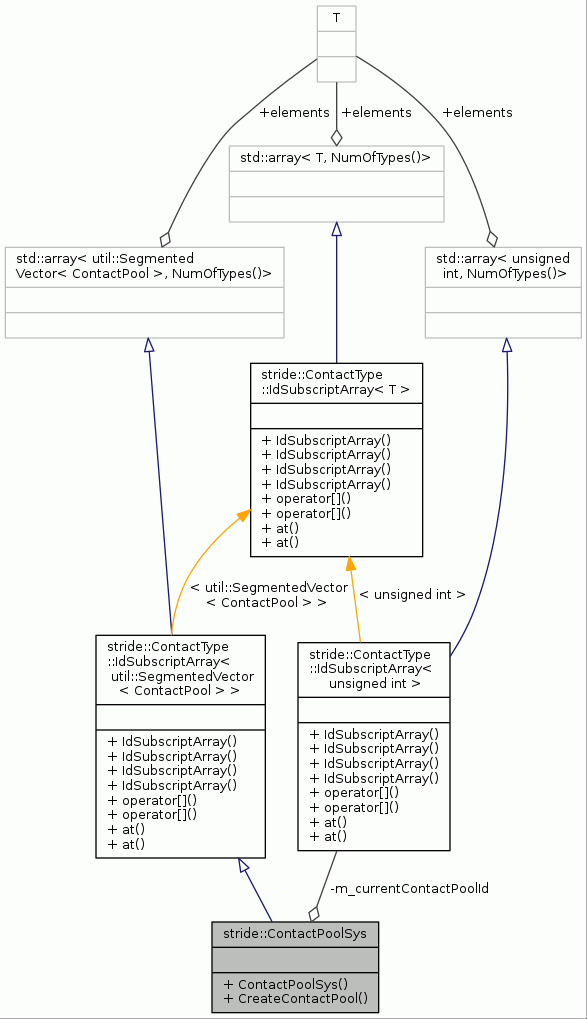 T
+elements
+elements
+elements
std::array< T, NumOfTypes()>
std::array< util::Segmented
Vector< ContactPool >, NumOfTypes()>
std::array< unsigned
int, NumOfTypes()>
stride::ContactType
::IdSubscriptArray< T >
+ IdSubscriptArray()
+ IdSubscriptArray()
+ IdSubscriptArray()
+ IdSubscriptArray()
+ operator[]()
+ operator[]()
+ at()
+ at()
< util::SegmentedVector
< ContactPool > >
< unsigned int >
stride::ContactType
::IdSubscriptArray<
util::SegmentedVector
< ContactPool > >
+ IdSubscriptArray()
+ IdSubscriptArray()
+ IdSubscriptArray()
+ IdSubscriptArray()
+ operator[]()
+ operator[]()
+ at()
+ at()
stride::ContactType
::IdSubscriptArray<
unsigned int >
+ IdSubscriptArray()
+ IdSubscriptArray()
+ IdSubscriptArray()
+ IdSubscriptArray()
+ operator[]()
+ operator[]()
+ at()
+ at()
-m_currentContactPoolId
stride::ContactPoolSys
+ ContactPoolSys()
+ CreateContactPool()